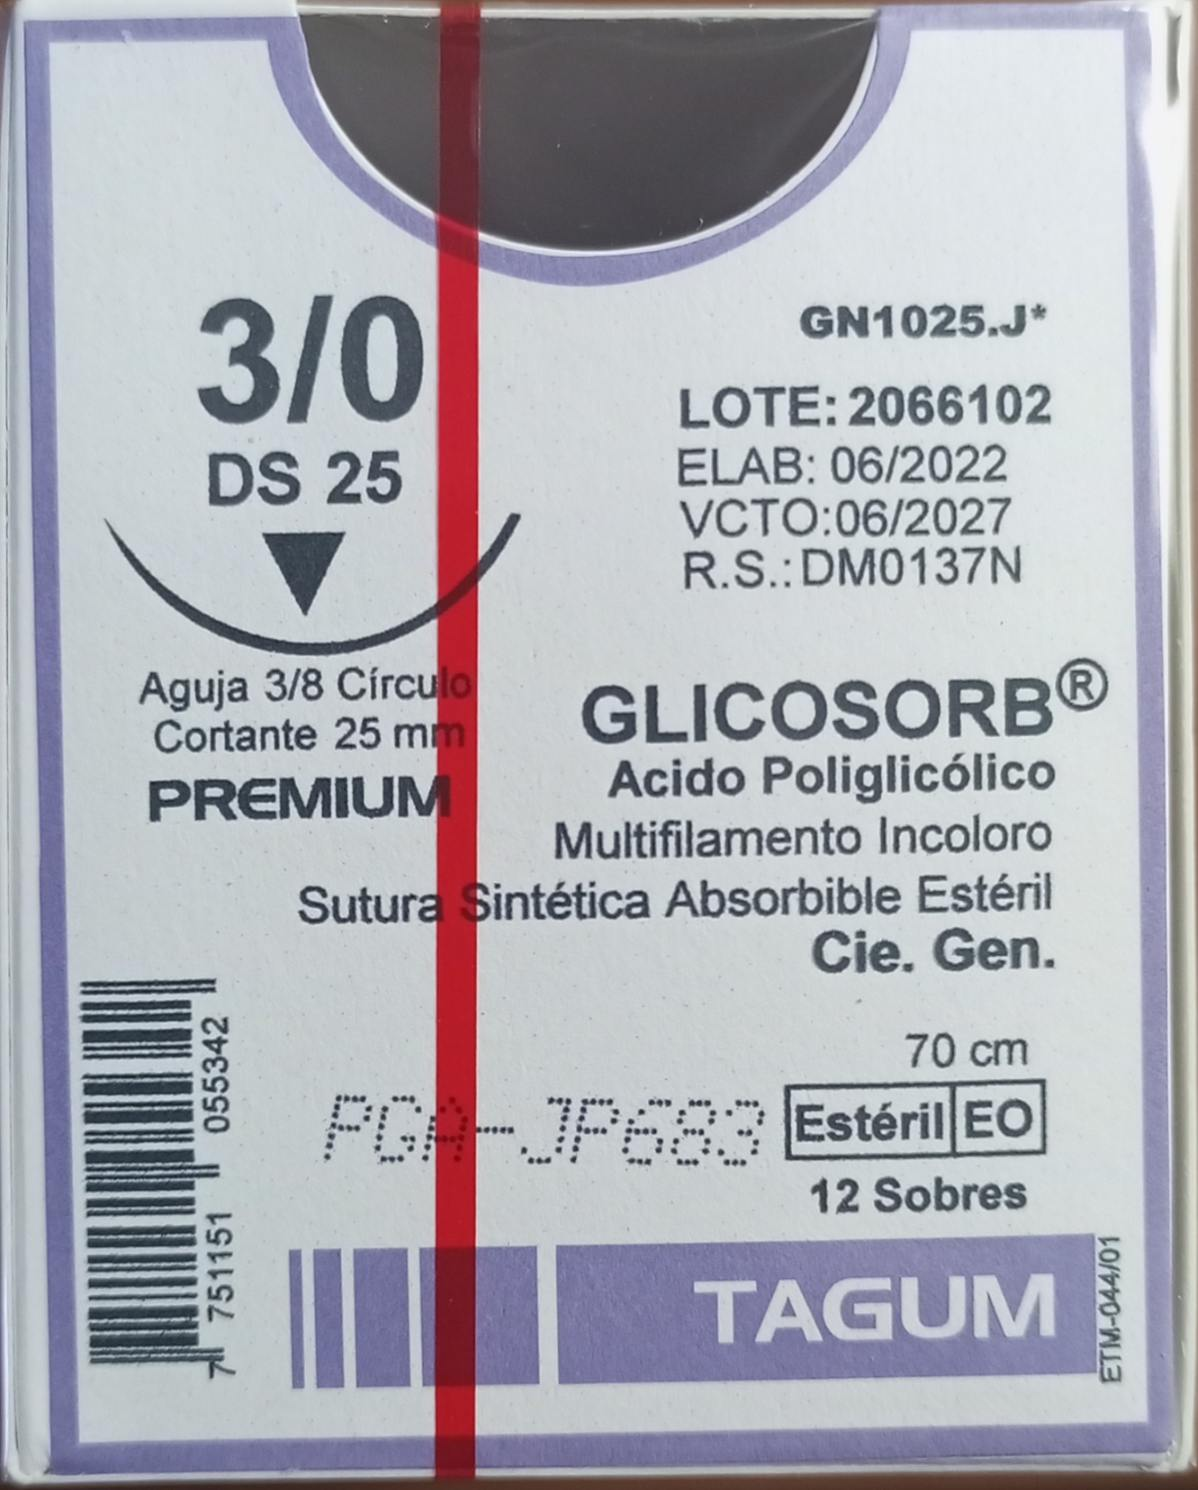 3/0
DS 25
Aguja 3/8 Círculo
Cortante 25 mm
PREMIUM
GN1025.J*
LOTE: 2066102
ELAB: 06/2022
VCTO:06/2027
R.S.:DM0137N
GLICOSORB®
Acido Poliglicólico
Multifilamento Incoloro
Sutura Sintética Absorbible Estéril
Cie. Gen.
70 cm
PGA-JP683
Estéril EO
12 Sobres
7 751151 055342
TAGUM
ETM-044/01